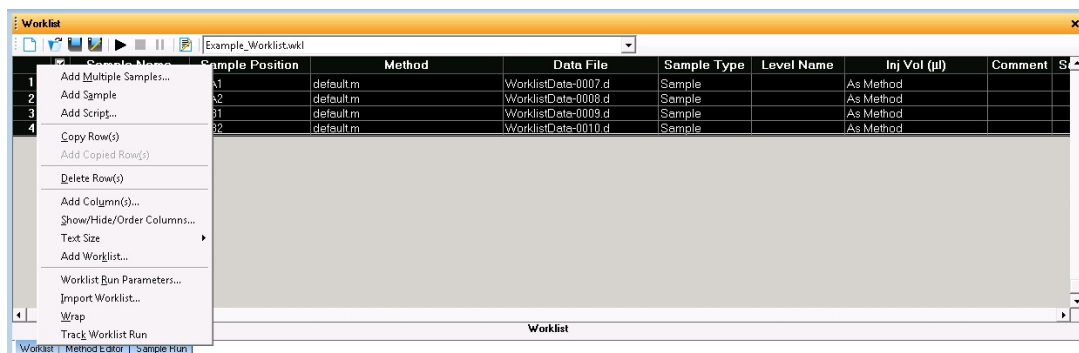 Worklist
Example_Worklist.wkl
Sample Name Sample Position Method Data File Sample Type Level Name Inj Vol (µl) Comment
1 A1 default.m WorklistData-0007.d Sample As Method
2 A2 default.m WorklistData-0008.d Sample As Method
3 B1 default.m WorklistData-0009.d Sample As Method
4 B2 default.m WorklistData-0010.d Sample As Method
Add Multiple Samples...
Add Sample
Add Script...
Copy Row(s)
Add Copied Row(s)
Delete Row(s)
Add Column(s)...
Show/Hide/Order Columns...
Text Size
Add Worklist...
Worklist Run Parameters...
Import Worklist...
Wrap
Track Worklist Run
Worklist
Worklist Method Editor Sample Run